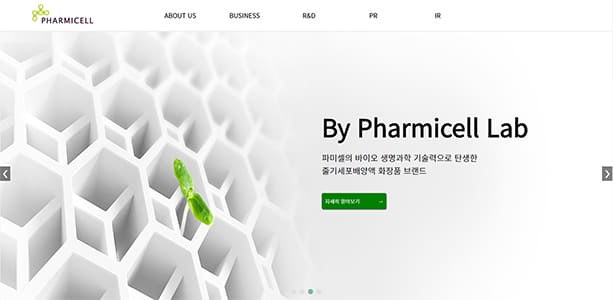 PHARMICELL
ABOUT US BUSINESS R&D PR IR
By Pharmicell Lab
파미셀의 바이오 생명과학 기술력으로 탄생한
줄기세포배양액 화장품 브랜드
자세히 알아보기 →